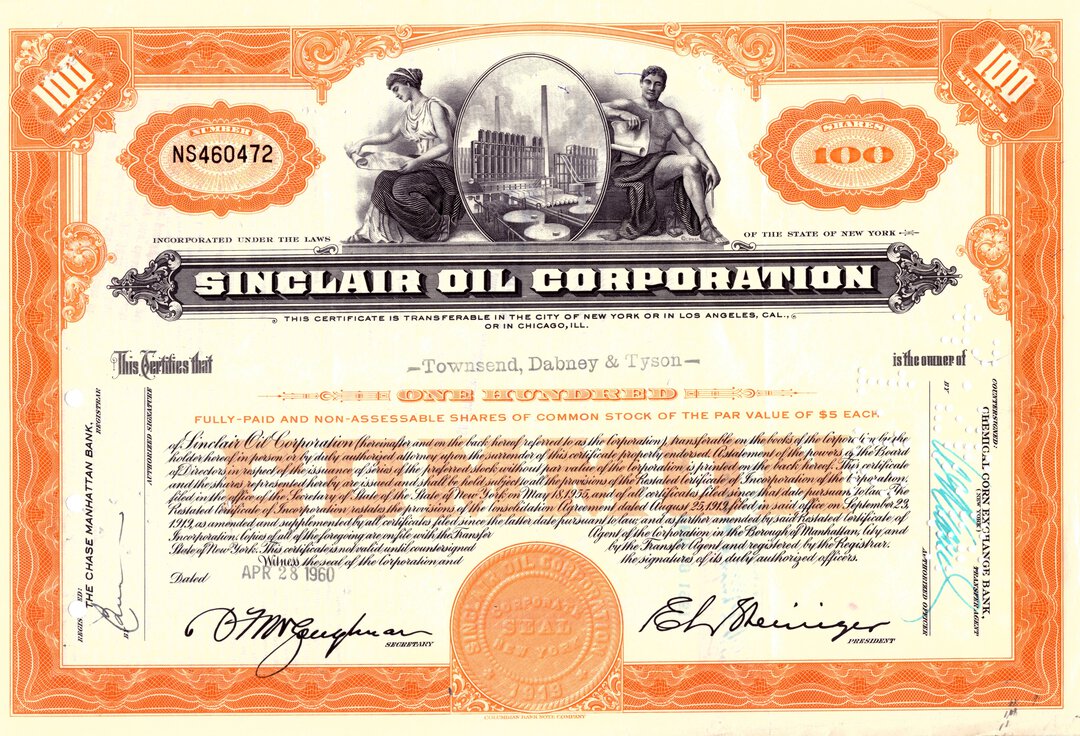 100
SHARES
100
SHARES
NUMBER
NS460472
SHARES
100
INCORPORATED UNDER THE LAWS
OF THE STATE OF NEW YORK
SINCLAIR OIL CORPORATION
THIS CERTIFICATE IS TRANSFERABLE IN THE CITY OF NEW YORK OR IN LOS ANGELES, CAL.,
OR IN CHICAGO, ILL.
This Certifies that
—Townsend, Dabney & Tyson—
is the owner of
ONE HUNDRED
FULLY-PAID AND NON-ASSESSABLE SHARES OF COMMON STOCK OF THE PAR VALUE OF $5 EACH.
of Sinclair Oil Corporation (hereinafter and on the back hereof referred to as the Corporation), transferable on the books of the Corporation by the
holder hereof in person or by duly authorized attorney upon the surrender of this certificate properly endorsed. A statement of the powers of the Board
of Directors in respect of the issuance of series of the preferred stock without par value of the Corporation is printed on the back hereof. This certificate
and the shares represented hereby are issued and shall be held subject to all the provisions of the Restated Certificate of Incorporation of the Corporation,
filed in the office of the Secretary of State of the State of New York on May 18, 1955, and of all certificates filed since that date pursuant to law. The
Restated Certificate of Incorporation restates the provisions of the Consolidation Agreement dated August 25, 1919, filed in said office on September 23,
1919, as amended and supplemented by all certificates filed since the latter date pursuant to law, and as further amended by said Restated Certificate of
Incorporation. Copies of all of the foregoing are on file with the Transfer Agent of the Corporation in the Borough of Manhattan, City and
State of New York. This certificate is not valid until countersigned by the Transfer Agent and registered by the Registrar.
Witness the seal of the Corporation and the signatures of its duly authorized officers.
Dated APR 28 1960
SECRETARY
PRESIDENT
SINCLAIR OIL CORPORATION
CORPORATE
SEAL
NEW YORK
1919
COLUMBIAN BANK NOTE COMPANY
THE CHASE MANHATTAN BANK,
REGISTRAR
AUTHORIZED SIGNATURE
COUNTERSIGNED:
CHEMICAL CORN EXCHANGE BANK,
(NEW YORK)
TRANSFER AGENT
BY
AUTHORIZED OFFICER